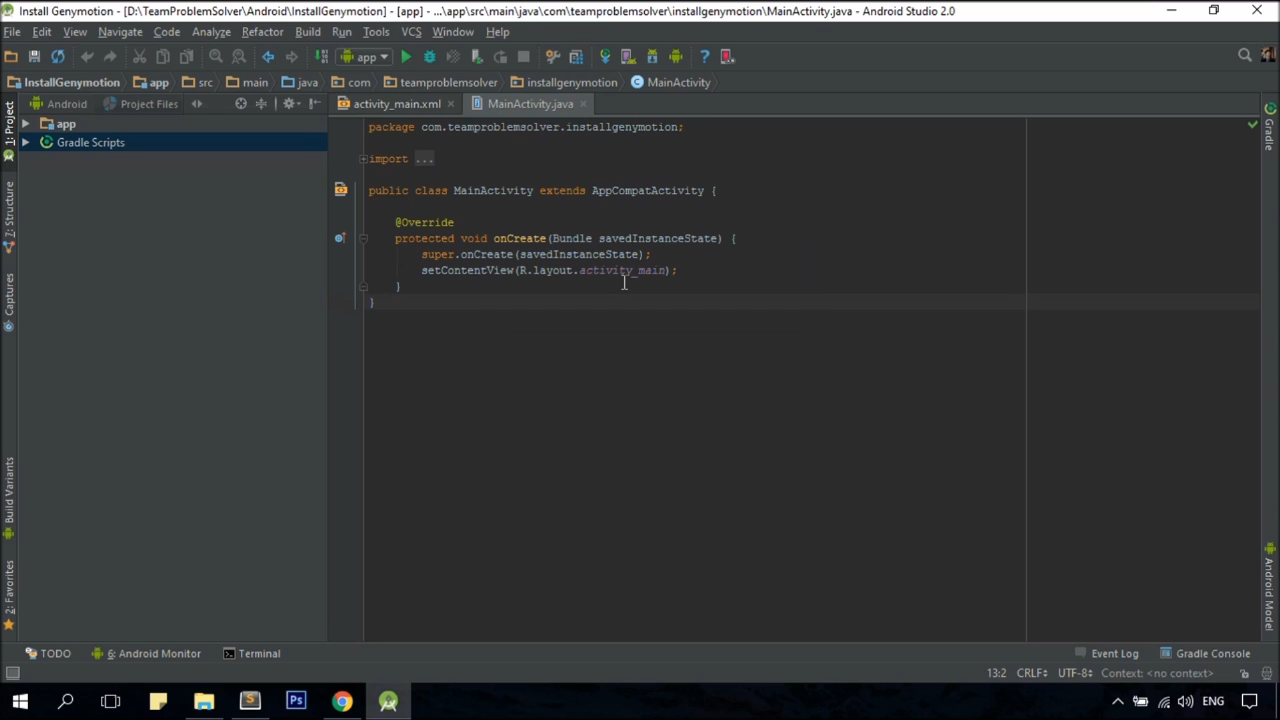 Install Genymotion - [D:\TeamProblemSolver\Android\InstallGenymotion] - [app] - ...\app\src\main\java\com\teamproblemsolver\installgenymotion\MainActivity.java - Android Studio 2.0
File Edit View Navigate Code Analyze Refactor Build Run Tools VCS Window Help
app
InstallGenymotion app src main java com teamproblemsolver installgenymotion MainActivity
Android Project Files activity_main.xml MainActivity.java
1: Project
7: Structure
Captures
Build Variants
2: Favorites
app
Gradle Scripts
package com.teamproblemsolver.installgenymotion;
import ...
public class MainActivity extends AppCompatActivity {
@Override
protected void onCreate(Bundle savedInstanceState) {
super.onCreate(savedInstanceState);
setContentView(R.layout.activity_main);
}
}
Gradle
Android Model
TODO 6: Android Monitor Terminal Event Log Gradle Console
13:2 CRLF UTF-8 Context: <no context>
S Ps ENG